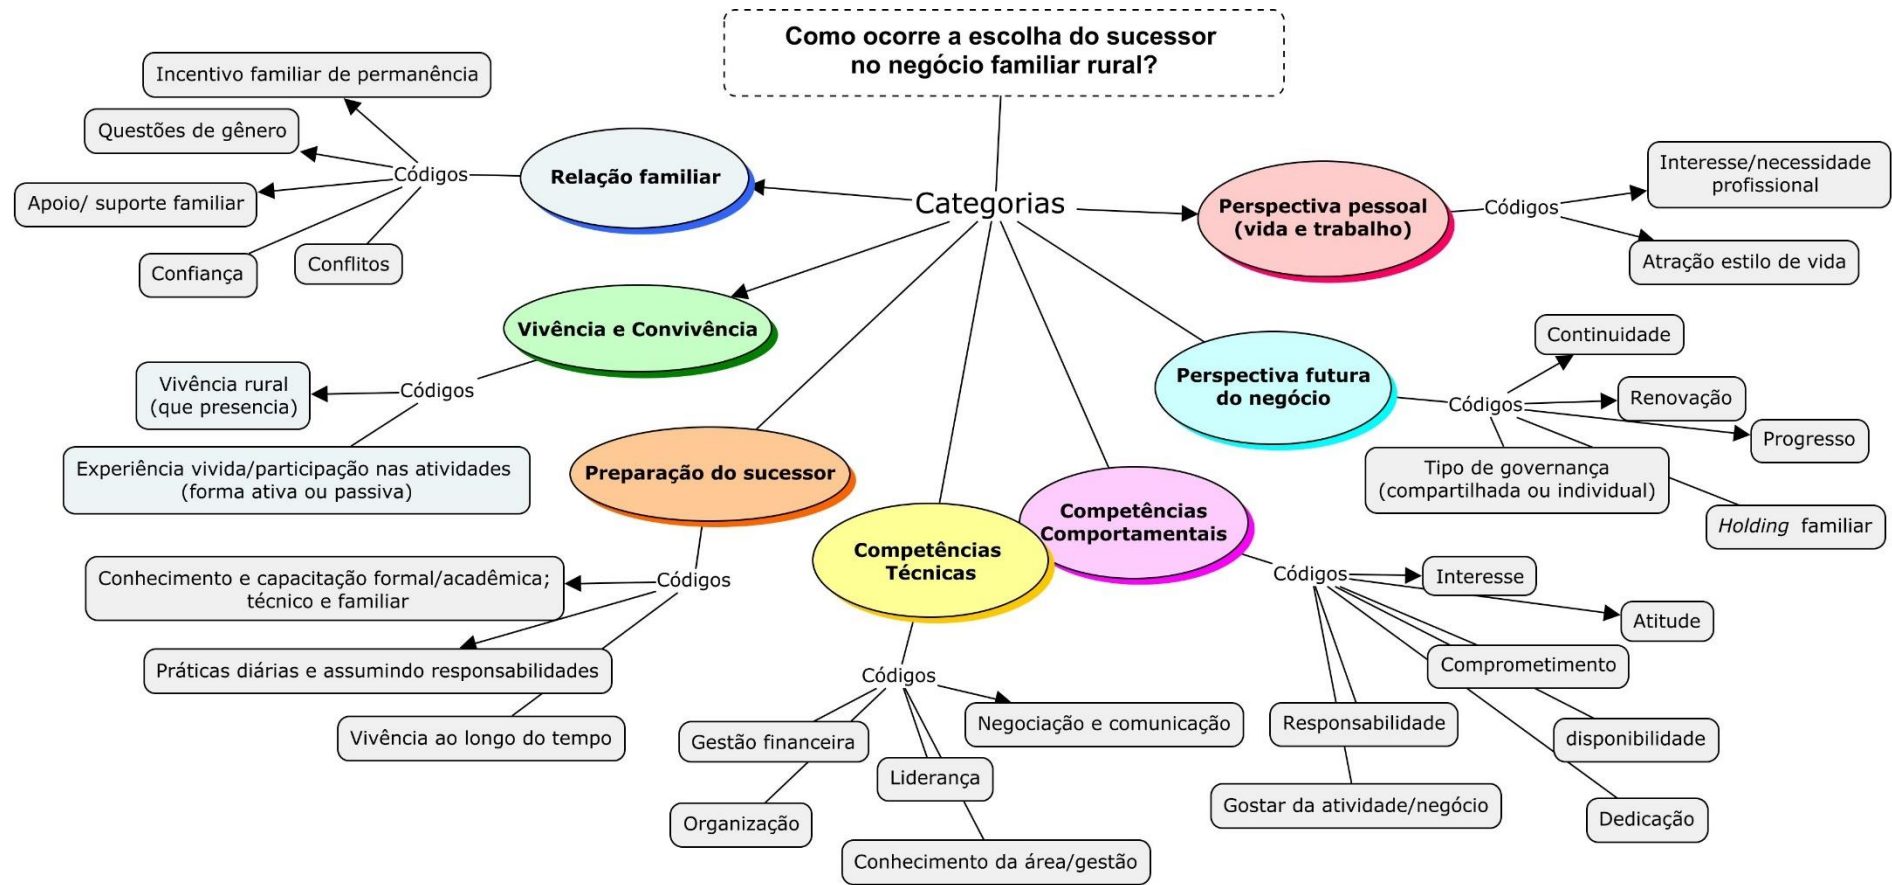 Como ocorre a escolha do sucessor
no negócio familiar rural?
Categorias
Relação familiar
Códigos
Incentivo familiar de permanência
Questões de gênero
Apoio/ suporte familiar
Confiança
Conflitos
Vivência e Convivência
Códigos
Vivência rural
(que presencia)
Experiência vivida/participação nas atividades
(forma ativa ou passiva)
Preparação do sucessor
Códigos
Conhecimento e capacitação formal/acadêmica;
técnico e familiar
Práticas diárias e assumindo responsabilidades
Vivência ao longo do tempo
Competências
Técnicas
Códigos
Gestão financeira
Organização
Liderança
Conhecimento da área/gestão
Negociação e comunicação
Competências
Comportamentais
Códigos
Interesse
Atitude
Comprometimento
disponibilidade
Dedicação
Responsabilidade
Gostar da atividade/negócio
Perspectiva futura
do negócio
Códigos
Continuidade
Renovação
Progresso
Tipo de governança
(compartilhada ou individual)
Holding familiar
Perspectiva pessoal
(vida e trabalho)
Códigos
Interesse/necessidade
profissional
Atração estilo de vida